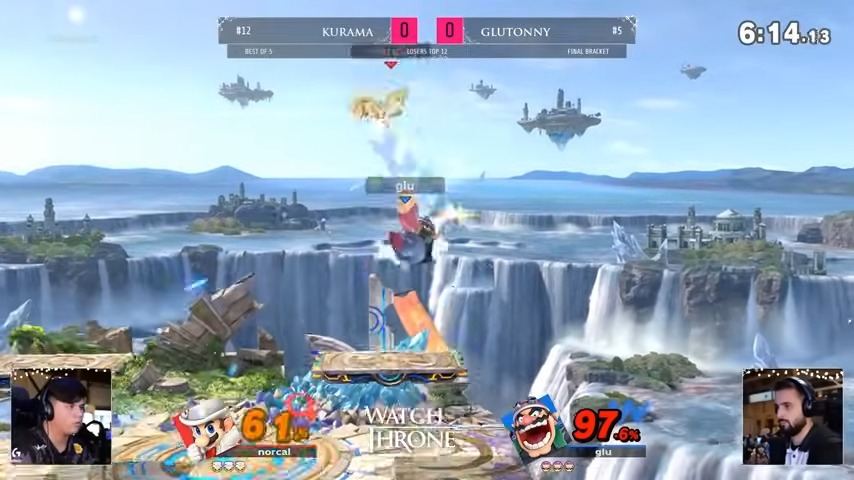 #12 KURAMA 0 0 GLUTONNY #5
BEST OF 5 LOSERS TOP 12 FINAL BRACKET
6:14.13
glu
61
97.6%
WATCH
THRONE
norcal
glu